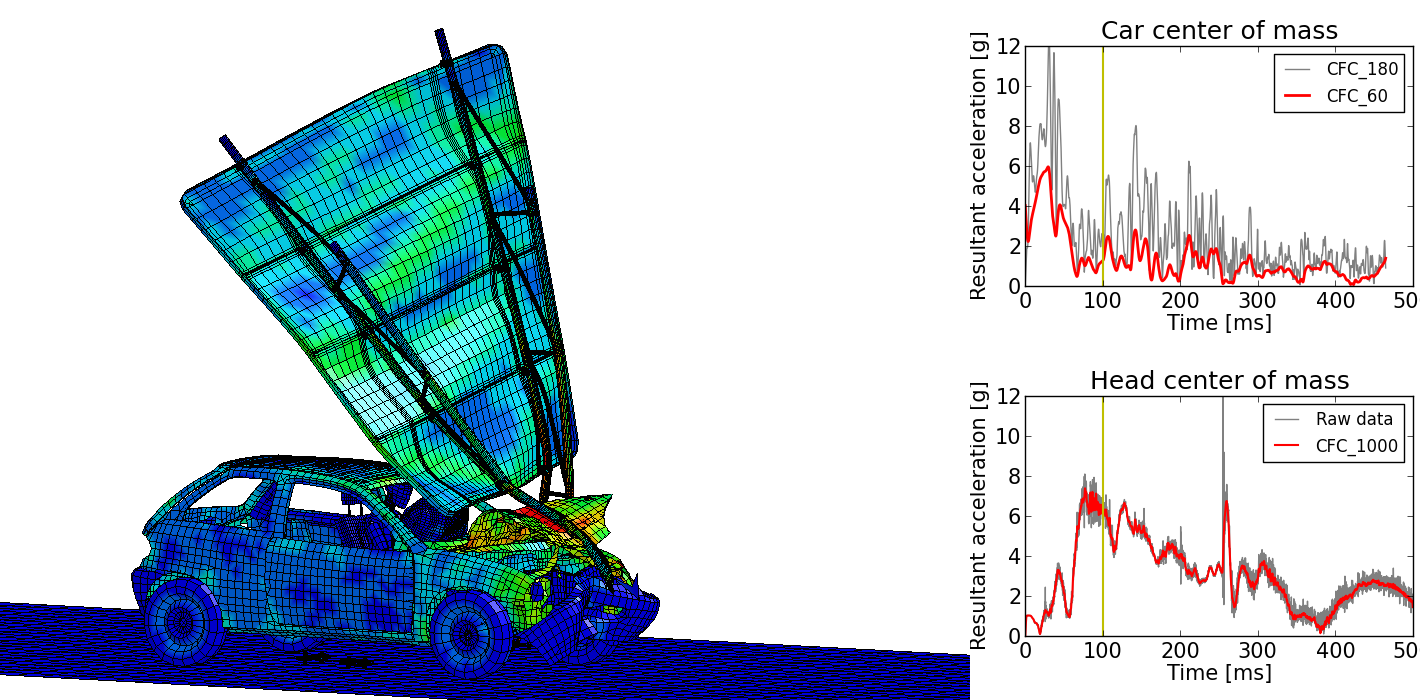 Car center of mass
Resultant acceleration [g]
12
10
8
6
4
2
0
CFC_180
CFC_60
0 100 200 300 400 50
Time [ms]
Head center of mass
Resultant acceleration [g]
12
10
8
6
4
2
0
Raw data
CFC_1000
0 100 200 300 400 50
Time [ms]